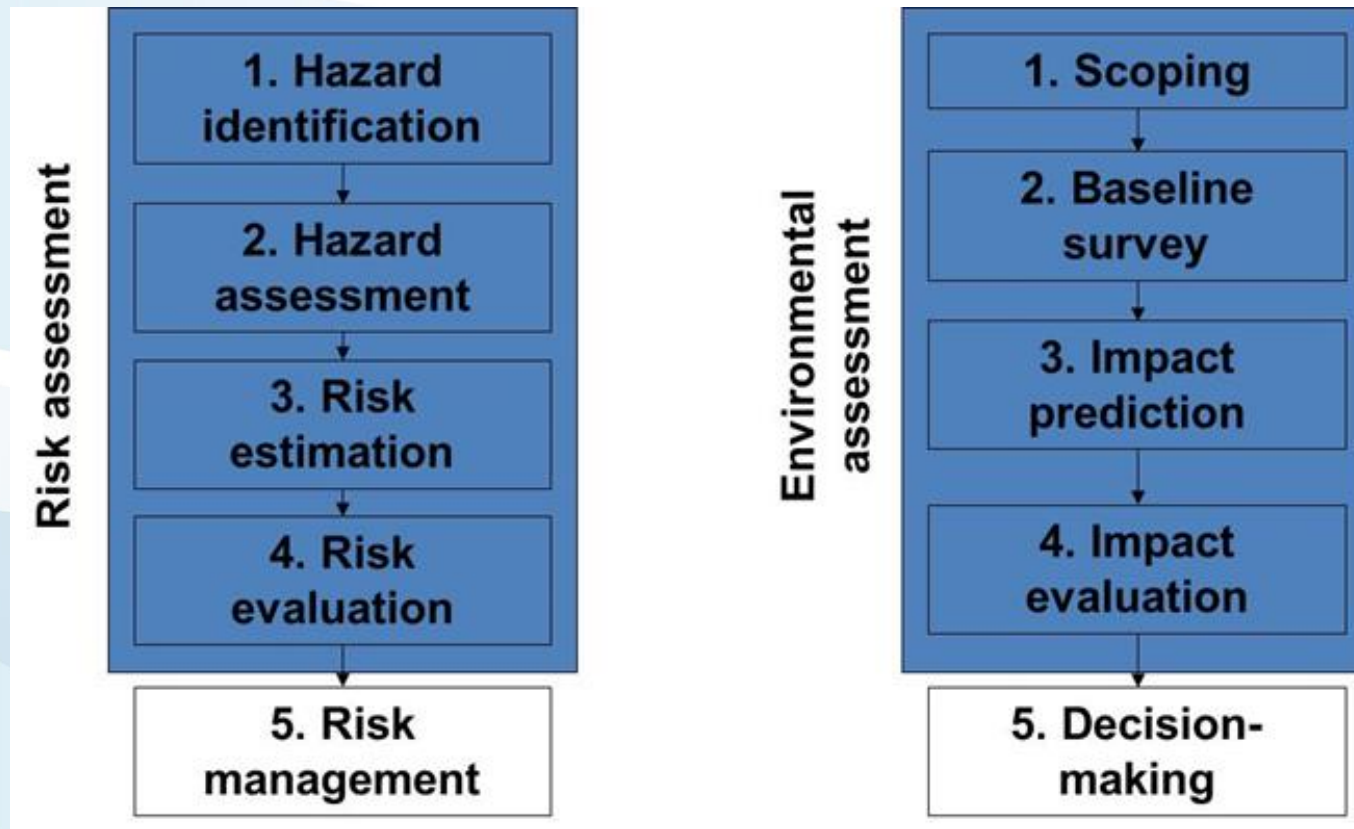 Risk assessment
1. Hazard
identification
2. Hazard
assessment
3. Risk
estimation
4. Risk
evaluation
5. Risk
management
Environmental
assessment
1. Scoping
2. Baseline
survey
3. Impact
prediction
4. Impact
evaluation
5. Decision-
making